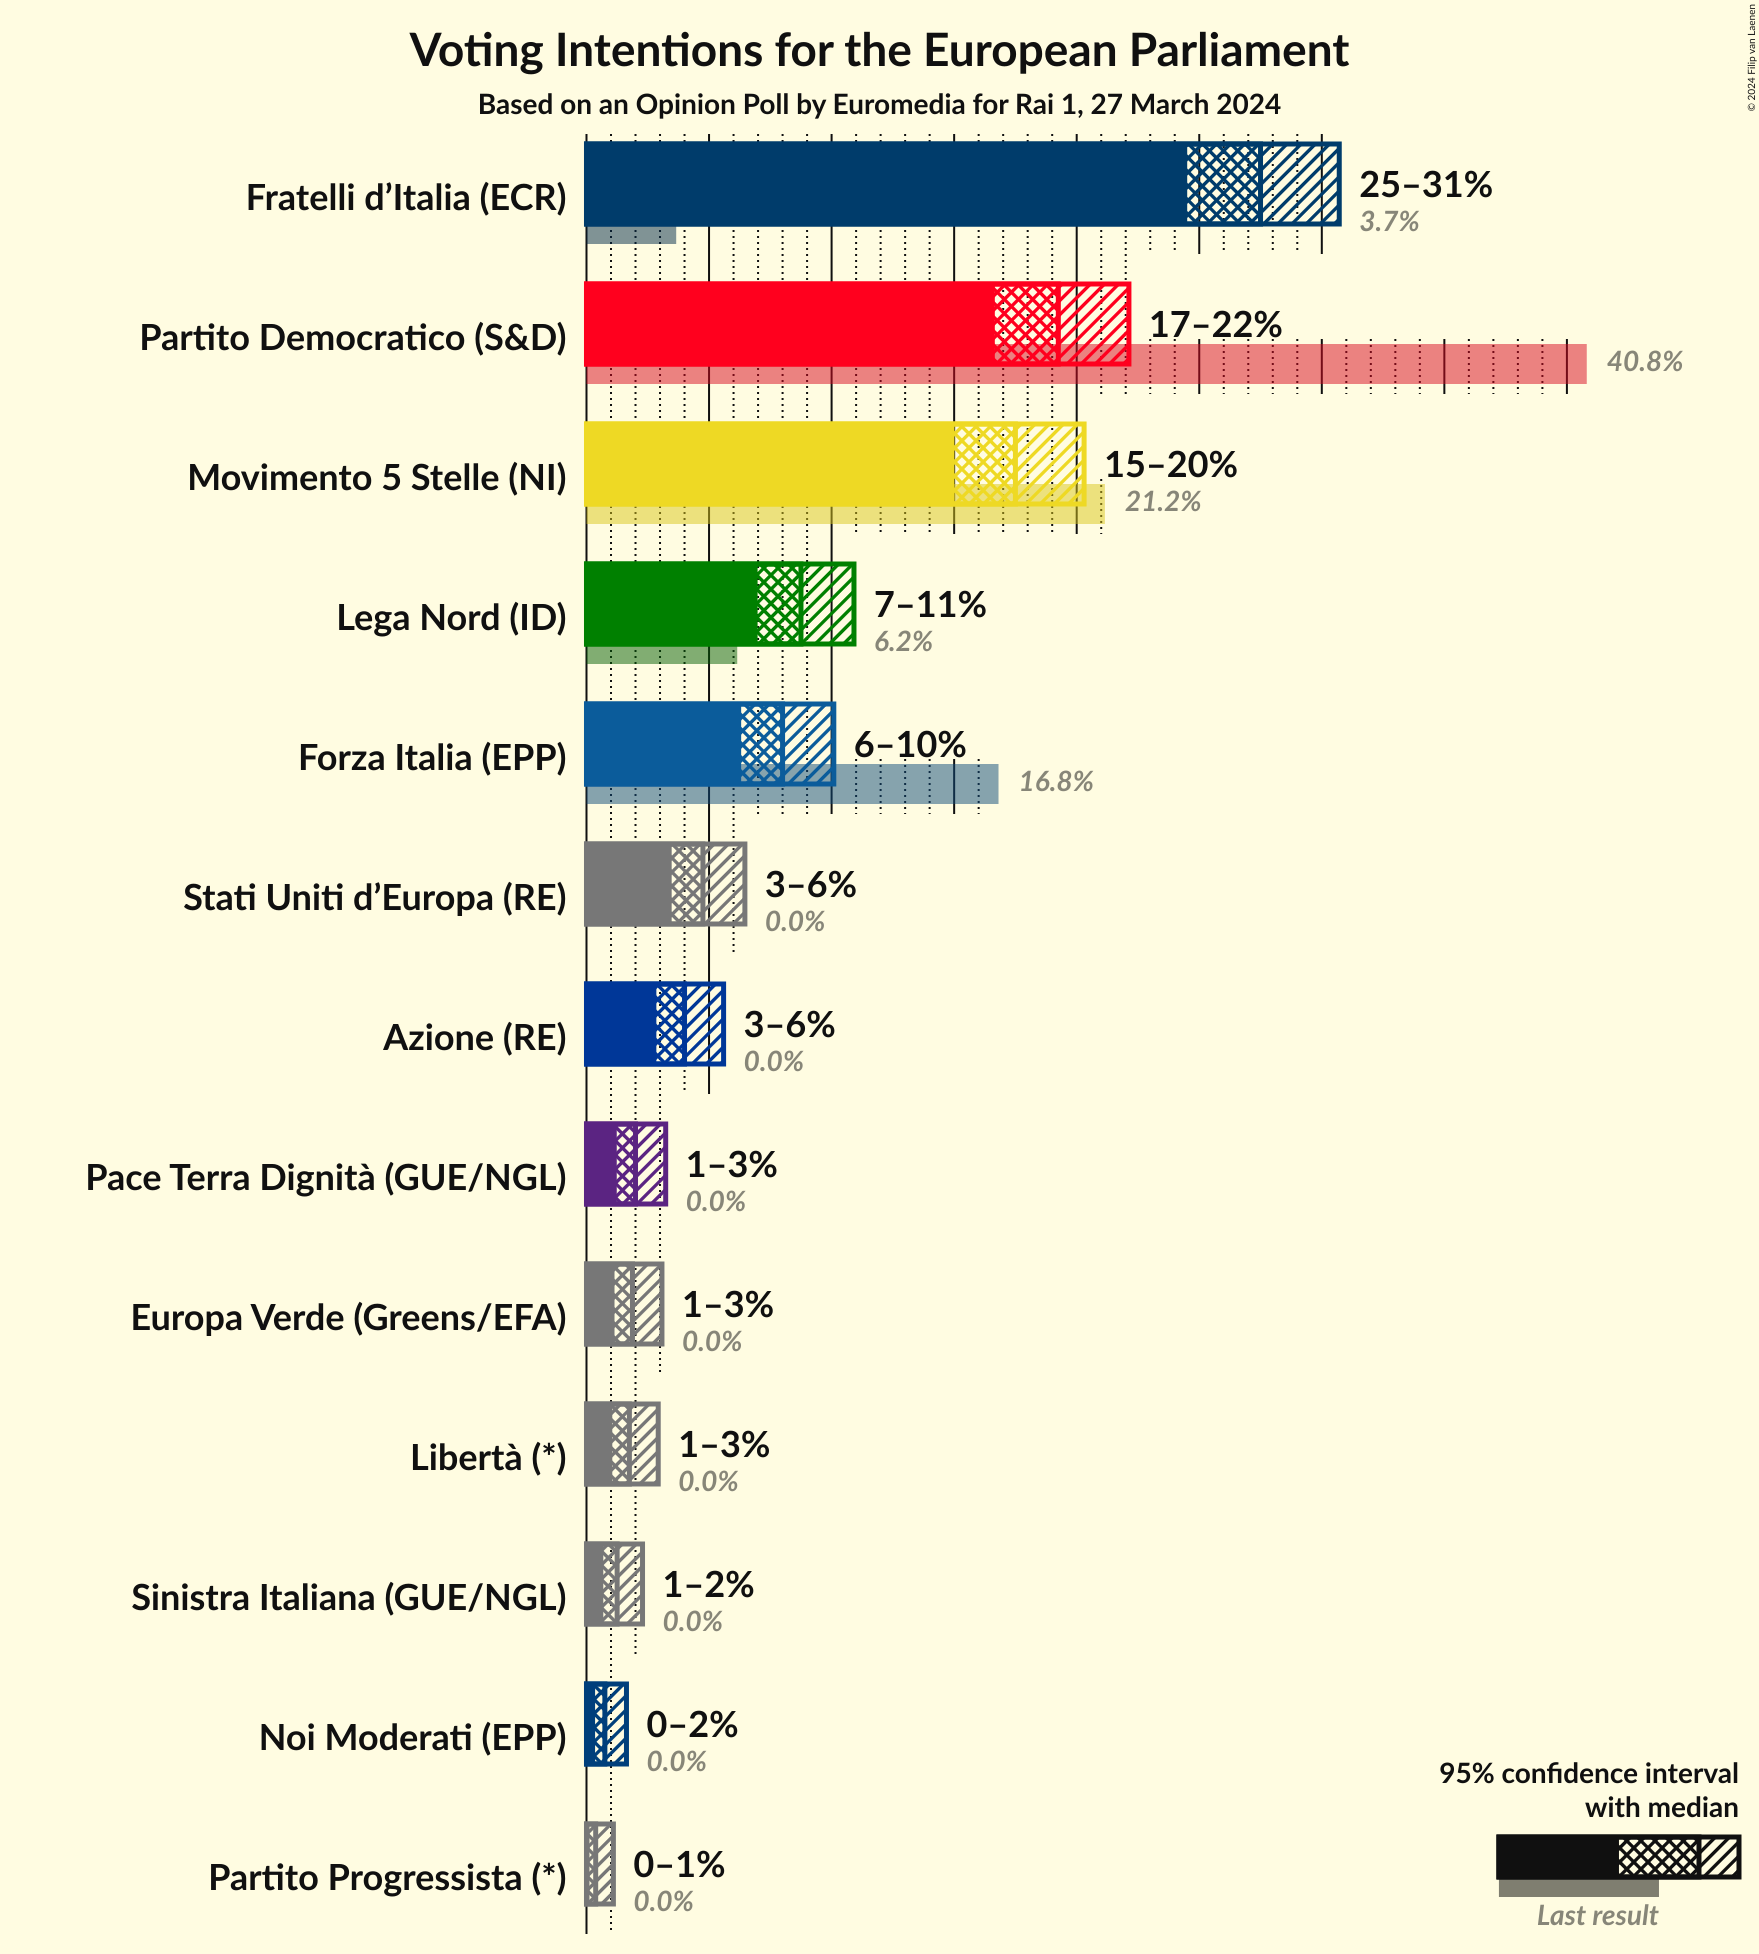 Voting Intentions for the European Parliament
Based on an Opinion Poll by Euromedia for Rai 1, 27 March 2024
© 2024 Filip van Laenen
Fratelli d’Italia (ECR)
25–31%
3.7%
Partito Democratico (S&D)
17–22%
40.8%
Movimento 5 Stelle (NI)
15–20%
21.2%
Lega Nord (ID)
7–11%
6.2%
Forza Italia (EPP)
6–10%
16.8%
Stati Uniti d’Europa (RE)
3–6%
0.0%
Azione (RE)
3–6%
0.0%
Pace Terra Dignità (GUE/NGL)
1–3%
0.0%
Europa Verde (Greens/EFA)
1–3%
0.0%
Libertà (*)
1–3%
0.0%
Sinistra Italiana (GUE/NGL)
1–2%
0.0%
Noi Moderati (EPP)
0–2%
0.0%
Partito Progressista (*)
0–1%
0.0%
95% confidence interval
with median
Last result